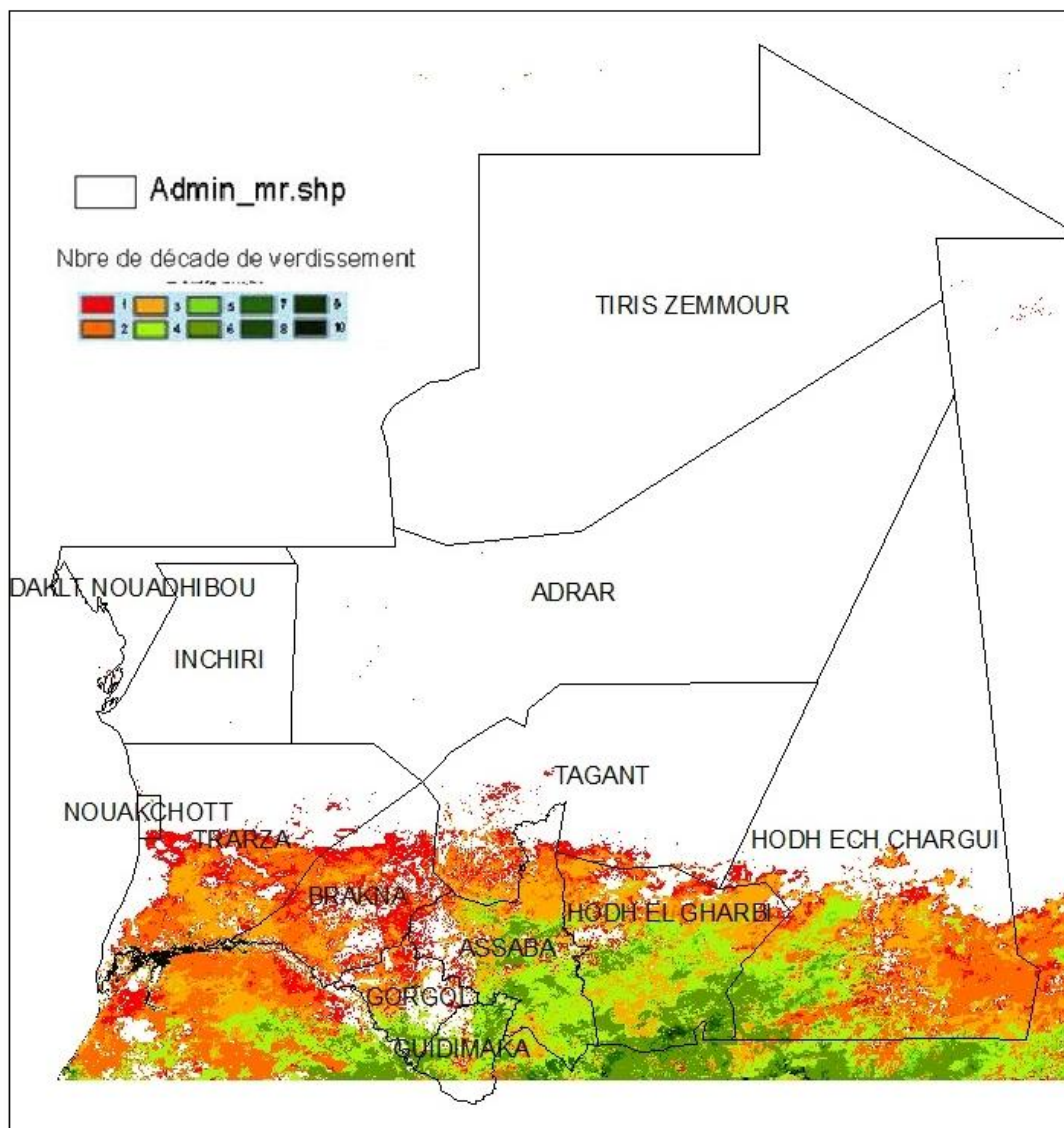 Admin_mr.shp
Nbre de décade de verdissement
1 3 5 7 9
2 4 6 8 10
TIRIS ZEMMOUR
DAKLT NOUADHIBOU
ADRAR
INCHIRI
TAGANT
NOUAKCHOTT
TRARZA
HODH ECH CHARGUI
BRAKNA
HODH EL GHARBI
ASSABA
GORGOL
GUIDIMAKA